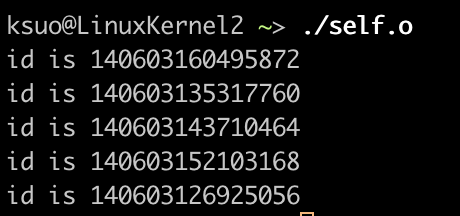 ksuo@LinuxKernel2 ~> ./self.o
id is 140603160495872
id is 140603135317760
id is 140603143710464
id is 140603152103168
id is 140603126925056